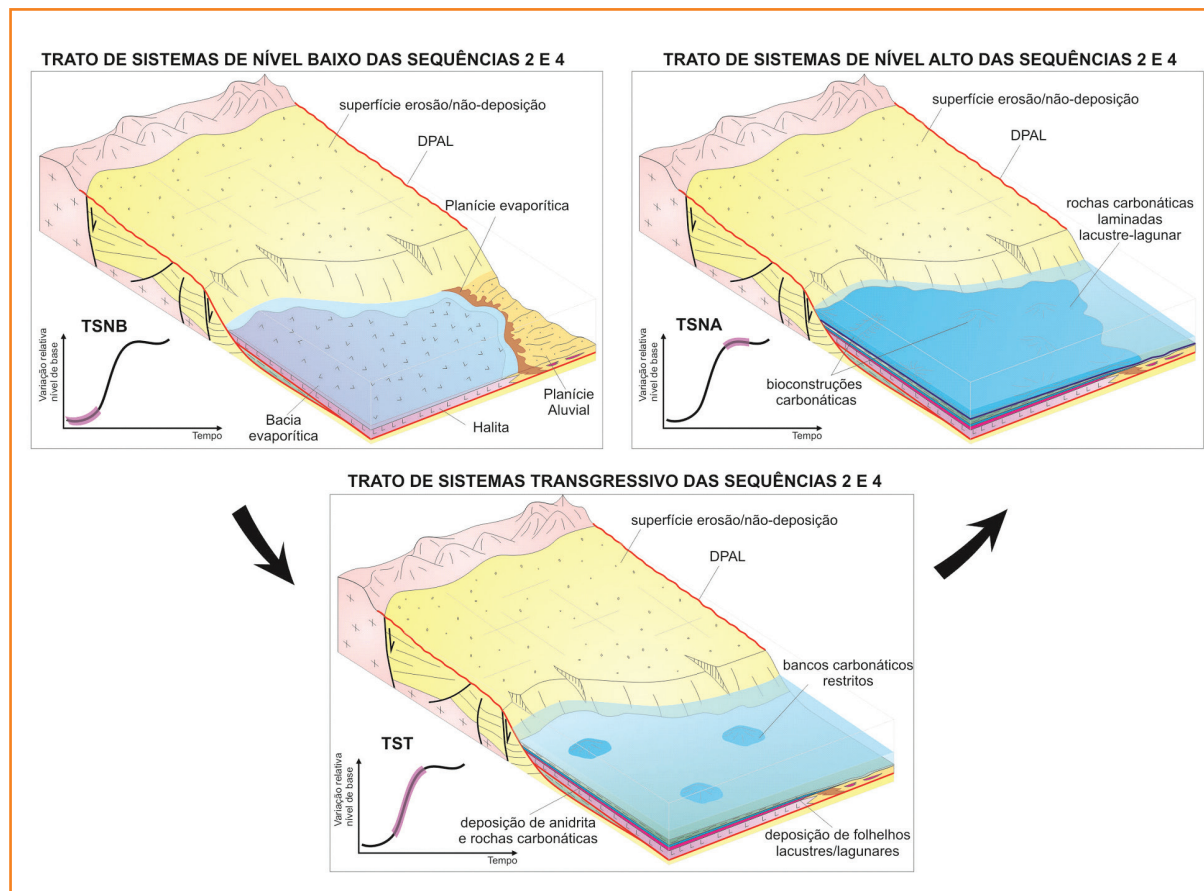 TRATO DE SISTEMAS DE NÍVEL BAIXO DAS SEQUÊNCIAS 2 E 4
superfície erosão/não-deposição
DPAL
Planície evaporítica
TSNB
Variação relativa
nível de base
Tempo
Bacia
evaporítica
Halita
Planície
Aluvial
TRATO DE SISTEMAS DE NÍVEL ALTO DAS SEQUÊNCIAS 2 E 4
superfície erosão/não-deposição
DPAL
rochas carbonáticas
laminadas
lacustre-lagunar
TSNA
Variação relativa
nível de base
Tempo
bioconstruções
carbonáticas
TRATO DE SISTEMAS TRANSGRESSIVO DAS SEQUÊNCIAS 2 E 4
superfície erosão/não-deposição
DPAL
bancos carbonáticos
restritos
TST
Variação relativa
nível de base
Tempo
deposição de anidrita
e rochas carbonáticas
deposição de folhelhos
lacustres/lagunares